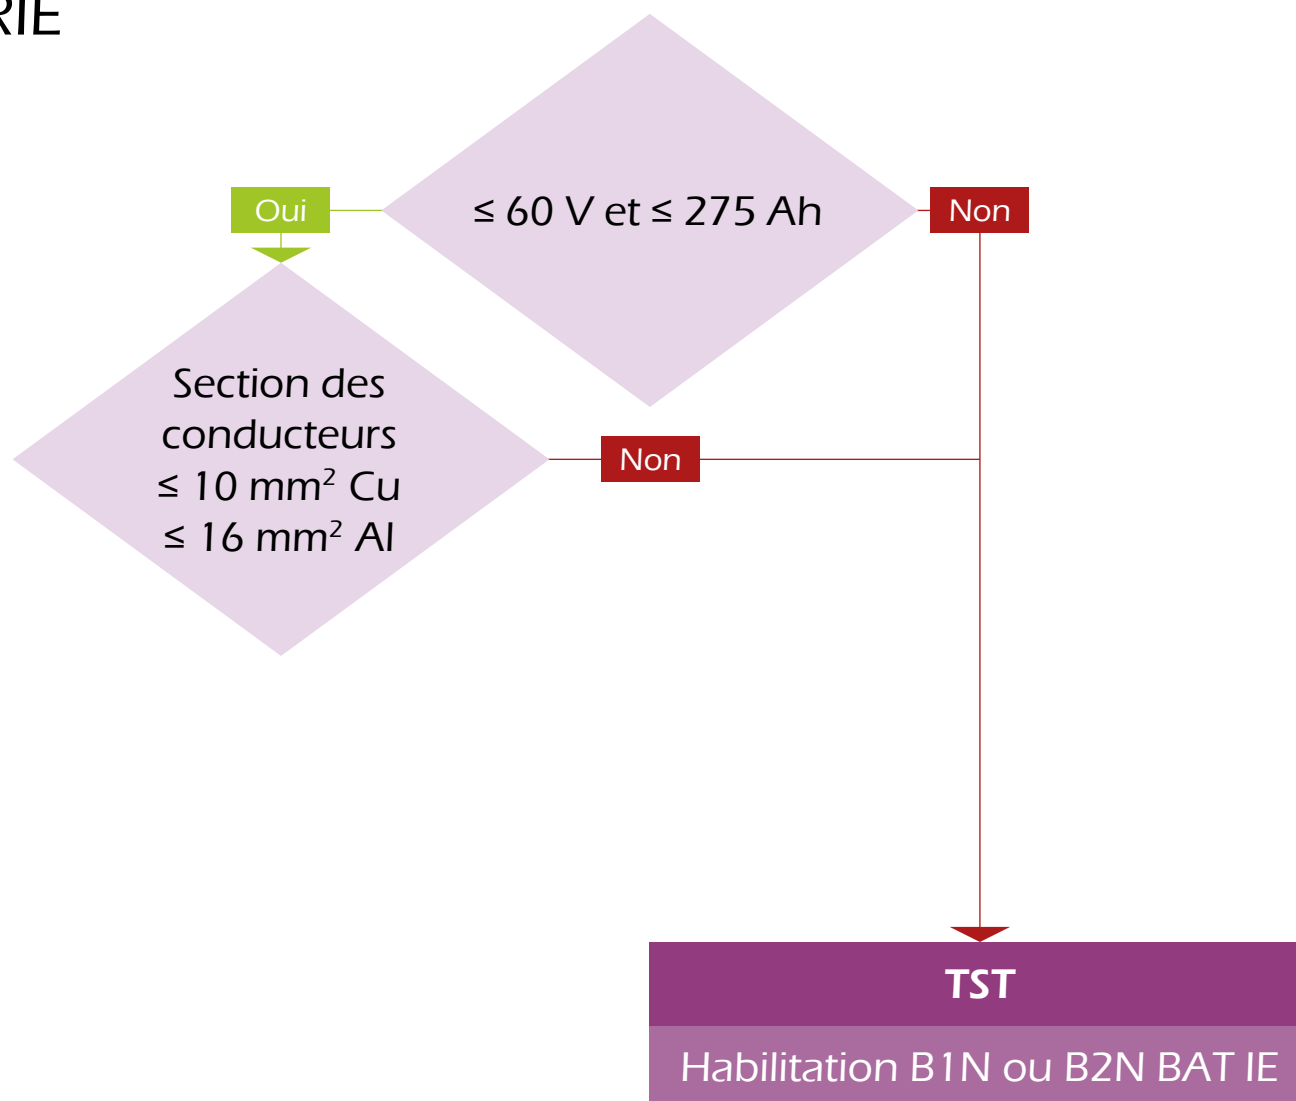 RIE
≤ 60 V et ≤ 275 Ah
Oui
Non
Section des
conducteurs
≤ 10 mm² Cu
≤ 16 mm² Al
Non
TST
Habilitation B1N ou B2N BAT IE